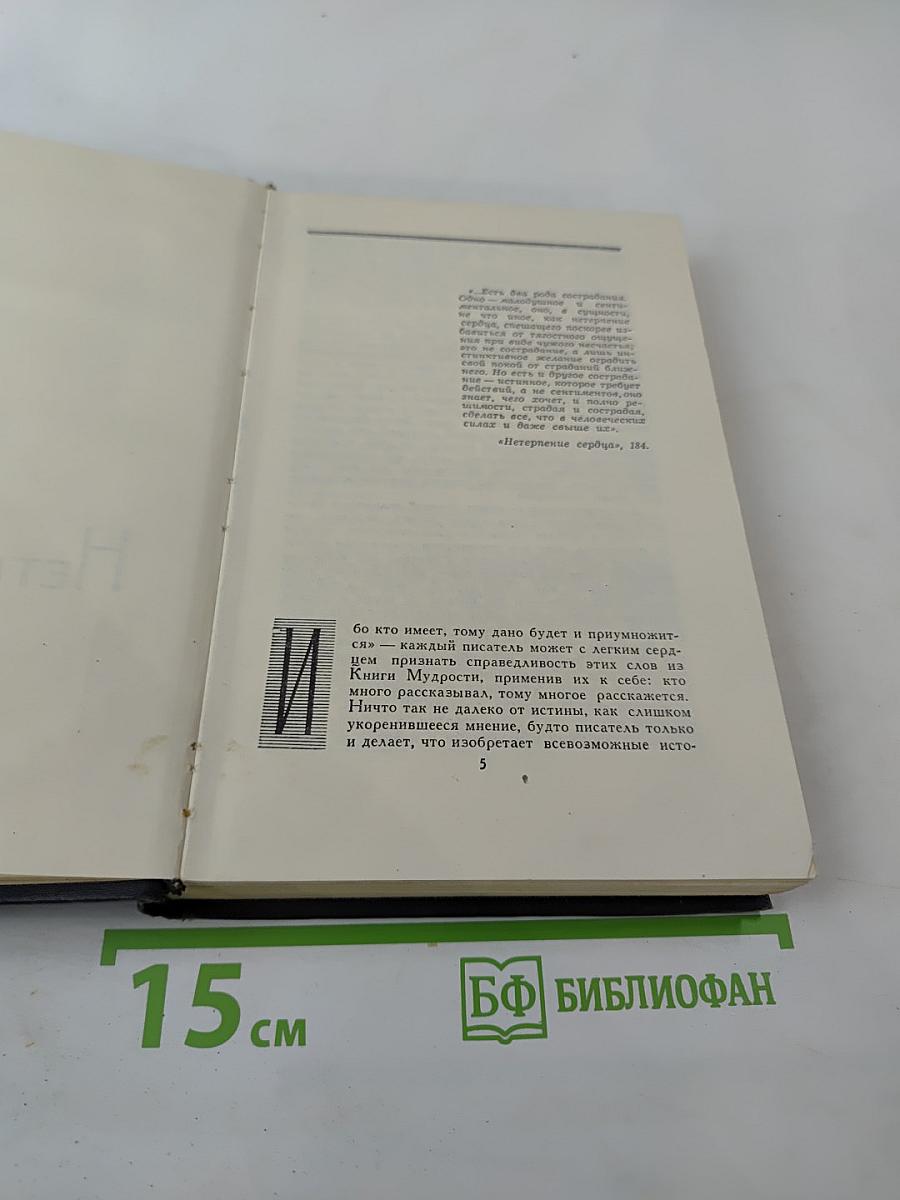 «...Есть два рода сострадания.
Одно — малодушное и сенти-
ментальное, оно, в сущности,
не что иное, как нетерпение
сердца, спешащего поскорее из-
бавиться от тягостного ощуще-
ния при виде чужого несчастья;
это не сострадание, а лишь ин-
стинктивное желание оградить
свой покой от страданий ближ-
него. Но есть и другое сострада-
ние — истинное, которое требует
действий, а не сентиментов, оно
знает, чего хочет, и полно ре-
шимости, страдая и сострадая,
сделать все, что в человеческих
силах и даже свыше их».
«Нетерпение сердца», 184.
И
бо кто имеет, тому дано будет и приумножит-
ся» — каждый писатель может с легким серд-
цем признать справедливость этих слов из
Книги Мудрости, применив их к себе: кто
много рассказывал, тому многое расскажется.
Ничто так не далеко от истины, как слишком
укоренившееся мнение, будто писатель только
и делает, что изобретает всевозможные исто-
5
15 см
БФ БИБЛИОФАН